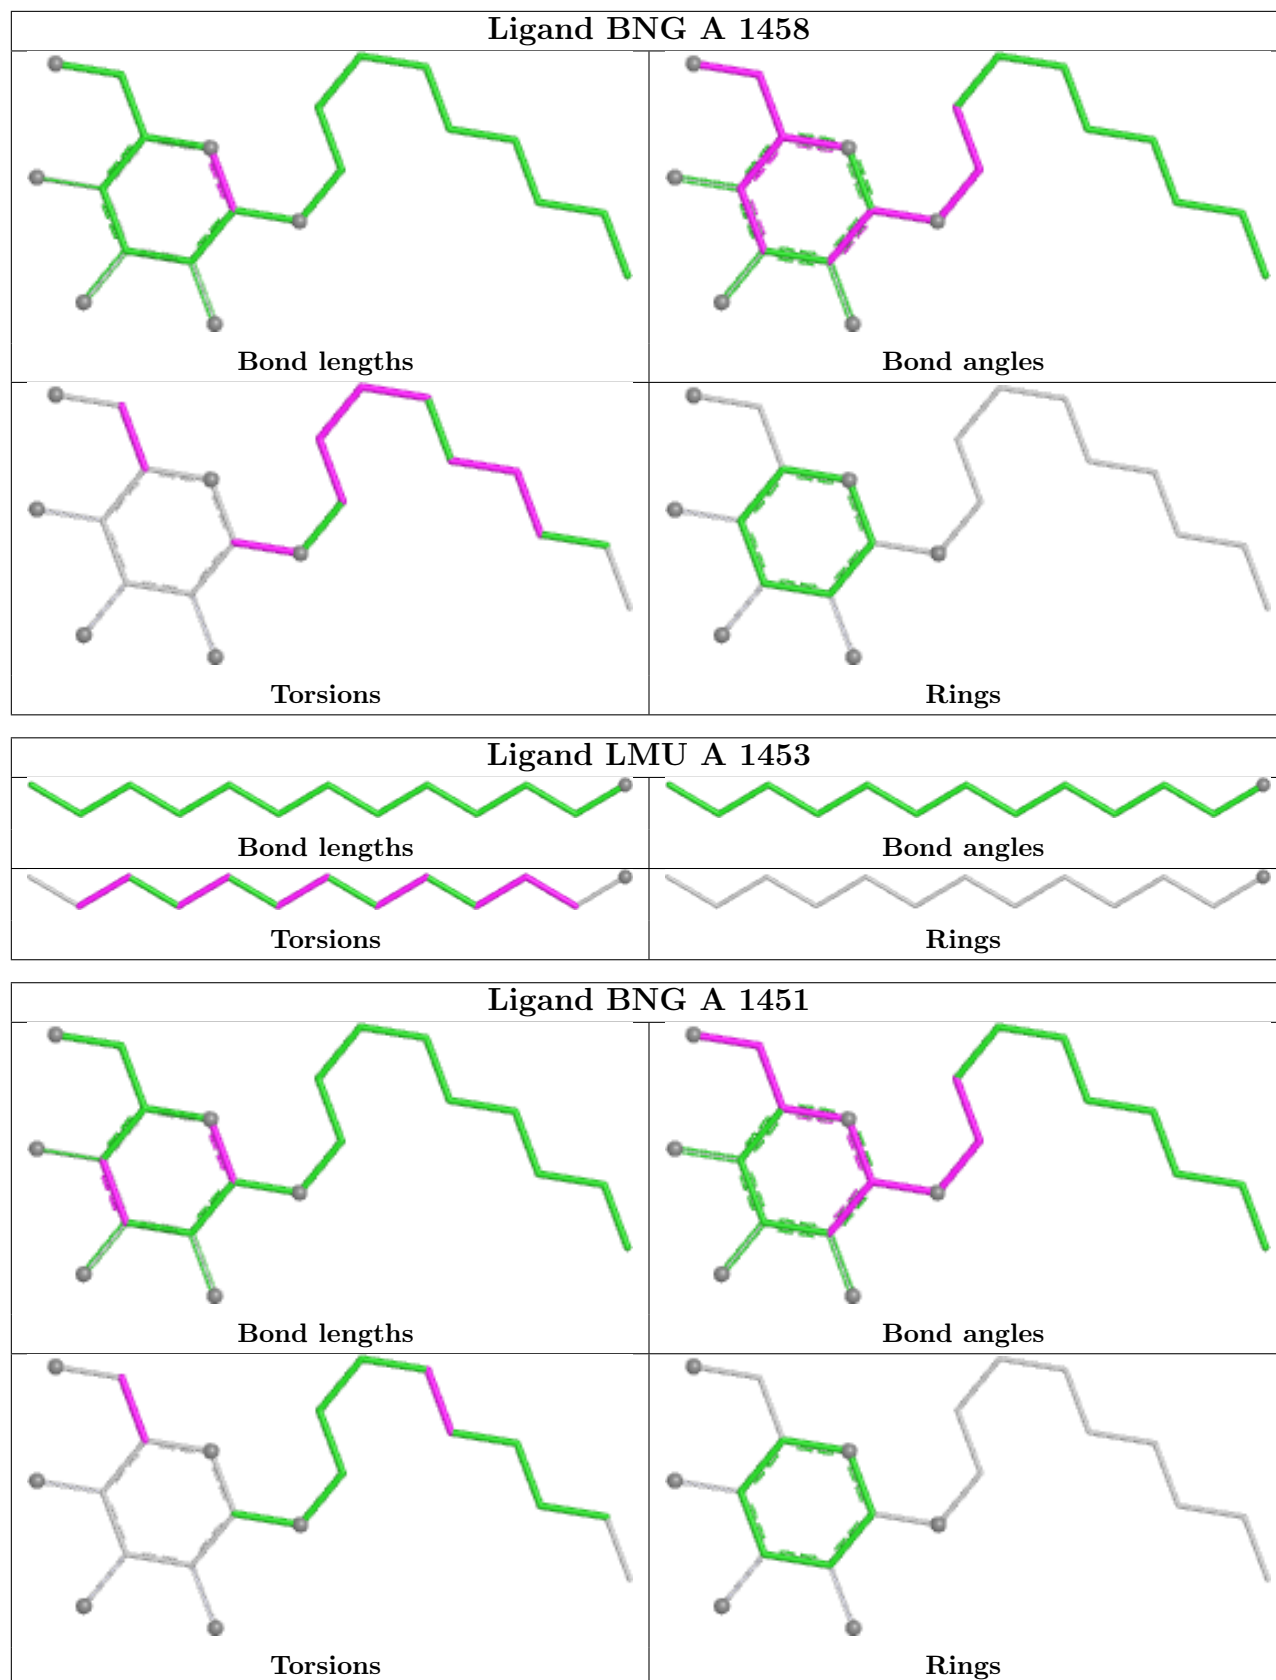 Ligand BNG A 1458
Bond lengths
Bond angles
Torsions
Rings
Ligand LMU A 1453
Bond lengths
Bond angles
Torsions
Rings
Ligand BNG A 1451
Bond lengths
Bond angles
Torsions
Rings